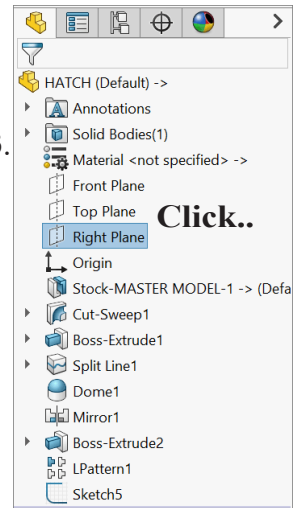 HATCH (Default) ->
Annotations
Solid Bodies(1)
Material <not specified> ->
Front Plane
Top Plane
Click..
Right Plane
Origin
Stock-MASTER MODEL-1 -> (Defa
Cut-Sweep1
Boss-Extrude1
Split Line1
Dome1
Mirror1
Boss-Extrude2
LPattern1
Sketch5